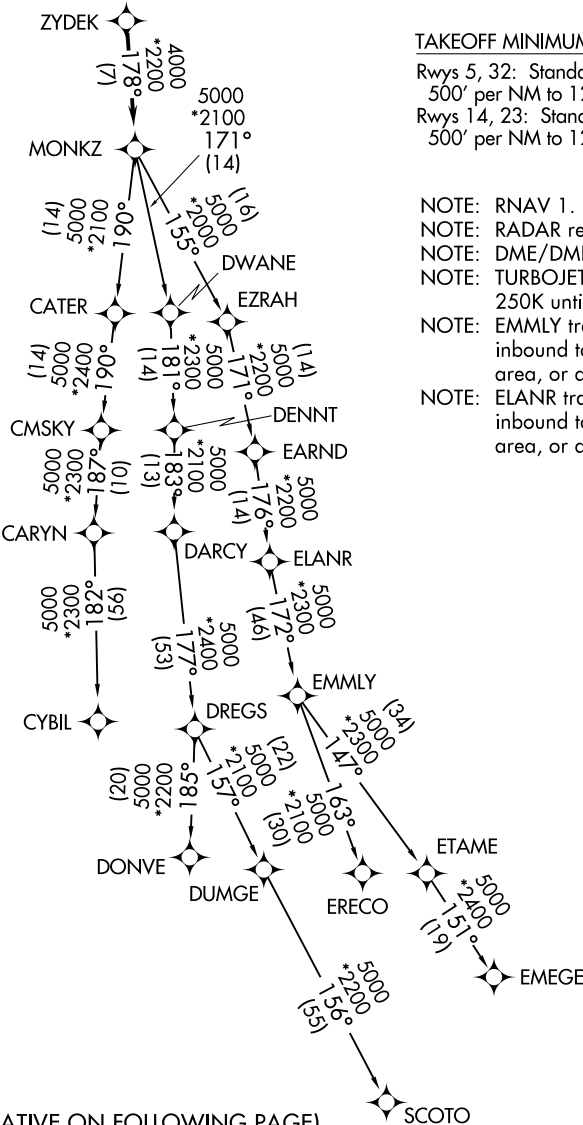 ZYDEK
4000
*2200
178°
(7)
MONKZ
5000
*2100
171°
(14)
(14)
5000
*2100
190°
(16)
5000
*2000
155°
DWANE
CATER
EZRAH
(14)
5000
*2400
190°
5000
*2300
181°
(14)
(14)
5000
*2200
171°
CMSKY
DENNT
EARND
5000
*2300
187°
(10)
5000
*2100
183°
(13)
5000
*2200
176°
(14)
CARYN
DARCY
ELANR
5000
*2300
182°
(56)
5000
*2400
177°
(53)
5000
*2300
172°
(46)
EMMLY
CYBIL
DREGS
(20)
5000
*2200
185°
(22)
5000
*2100
157°
5000
*2100
163°
(30)
(34)
5000
*2300
147°
DONVE
DUMGE
ERECO
ETAME
5000
*2400
151°
(19)
EMEGE
5000
*2200
156°
(55)
SCOTO
TAKEOFF MINIMUM
Rwys 5, 32: Standa
500' per NM to 12
Rwys 14, 23: Stand
500' per NM to 12
NOTE: RNAV 1.
NOTE: RADAR re
NOTE: DME/DM
NOTE: TURBOJET
250K unti
NOTE: EMMLY tra
inbound to
area, or a
NOTE: ELANR tra
inbound to
area, or a
ATIVE ON FOLLOWING PAGE)